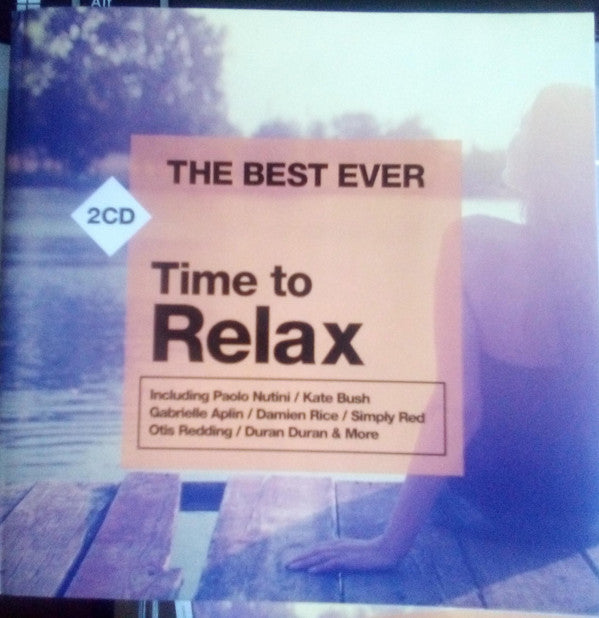 Alt
THE BEST EVER
2CD
Time to
Relax
Including Paolo Nutini / Kate Bush
Gabrielle Aplin / Damien Rice / Simply Red
Otis Redding / Duran Duran & More